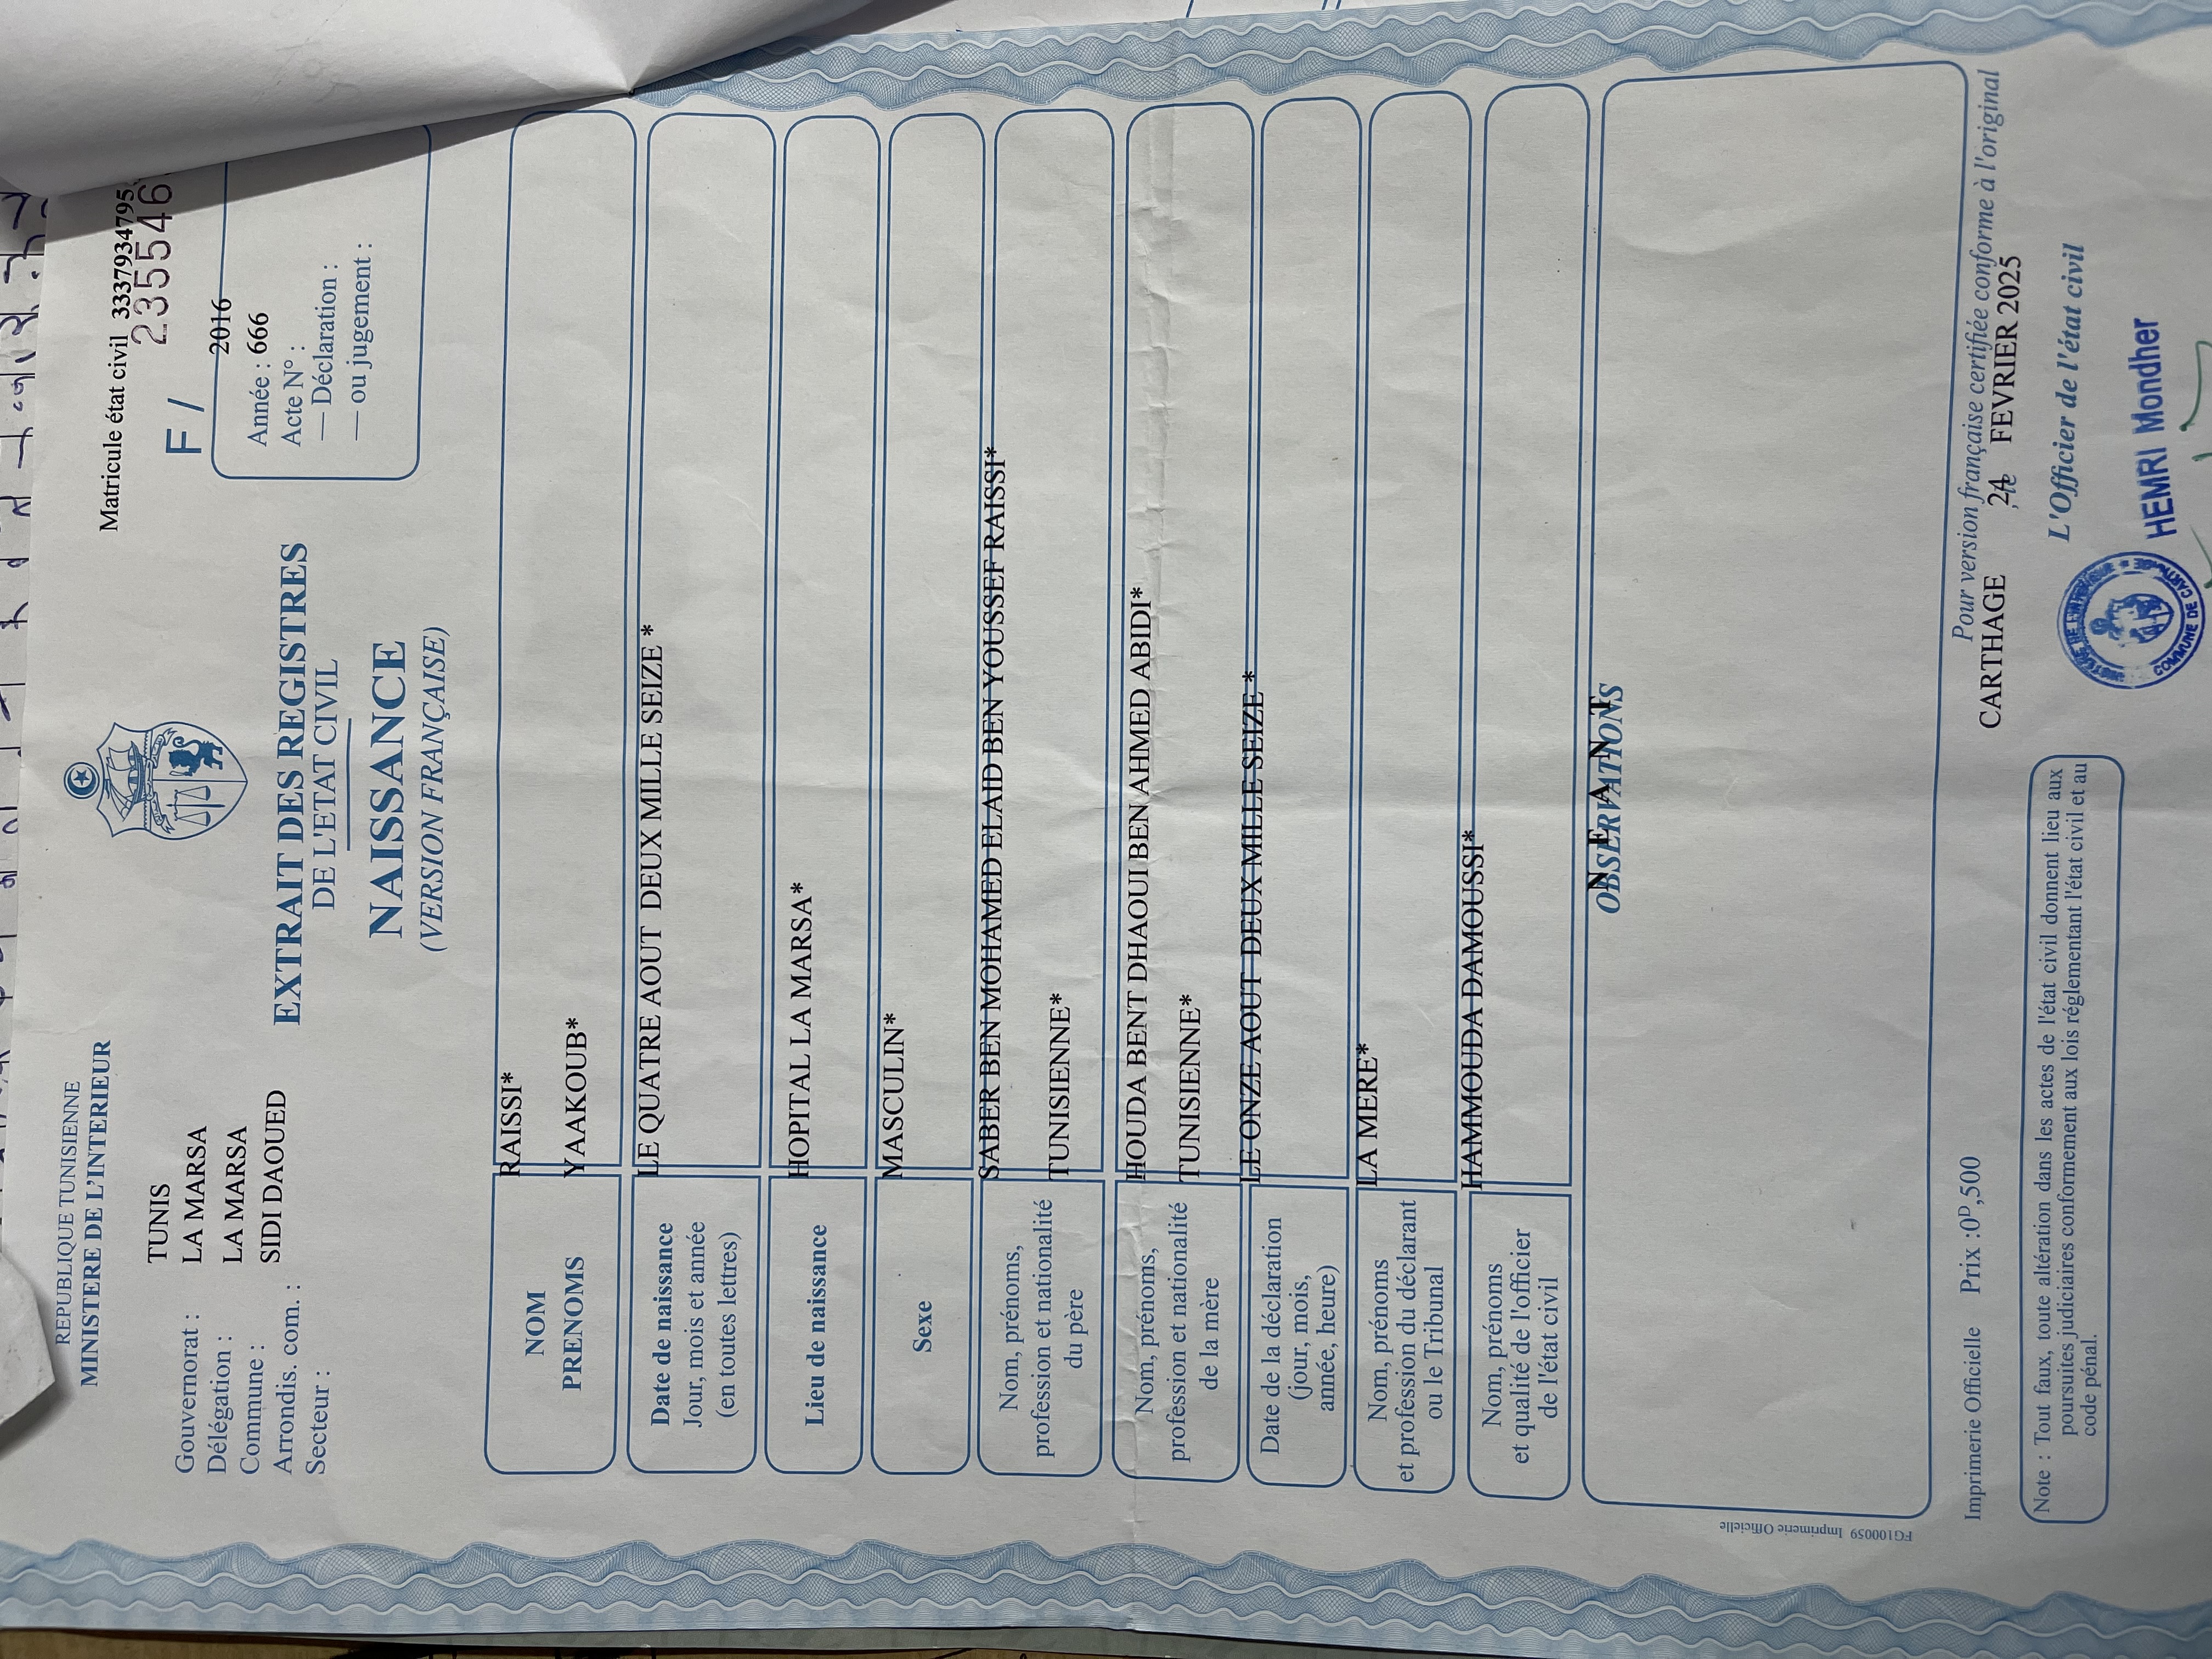 REPUBLIQUE TUNISIENNE
MINISTERE DE L'INTERIEUR
Matricule état civil 3337934795
F / 235546
Gouvernorat : TUNIS
Délégation : LA MARSA
Commune : LA MARSA
Arrondis. com. : SIDI DAOUED
Secteur :
2016
Année : 666
Acte N° :
— Déclaration :
— ou jugement :
EXTRAIT DES REGISTRES
DE L'ETAT CIVIL
NAISSANCE
(VERSION FRANÇAISE)
NOM RAISSI*
PRENOMS YAAKOUB*
Date de naissance
Jour, mois et année
(en toutes lettres)
LE QUATRE AOUT DEUX MILLE SEIZE *
Lieu de naissance HOPITAL LA MARSA*
Sexe MASCULIN*
Nom, prénoms,
profession et nationalité
du père
SABER BEN MOHAMED ELAID BEN YOUSSEF RAISSI*
TUNISIENNE*
Nom, prénoms,
profession et nationalité
de la mère
HOUDA BENT DHAOUI BEN AHMED ABIDI*
TUNISIENNE*
Date de la déclaration
(jour, mois,
année, heure)
LE ONZE AOUT DEUX MILLE SEIZE *
Nom, prénoms
et profession du déclarant
ou le Tribunal
LA MERE*
Nom, prénoms
et qualité de l'officier
de l'état civil
HAMMOUDA DAMOUSSI*
OBSERVATIONS
N E A N T
FG100059 Imprimerie Officielle
Imprimerie Officielle Prix :0ᴰ,500
Pour version française certifiée conforme à l'original
CARTHAGE ,le 24 FEVRIER 2025
L'Officier de l'état civil
HEMRI Mondher
COMMUNE DE CARTHAGE
Note : Tout faux, toute altération dans les actes de l'état civil donnent lieu aux
poursuites judiciaires conformement aux lois réglementant l'état civil et au
code pénal.